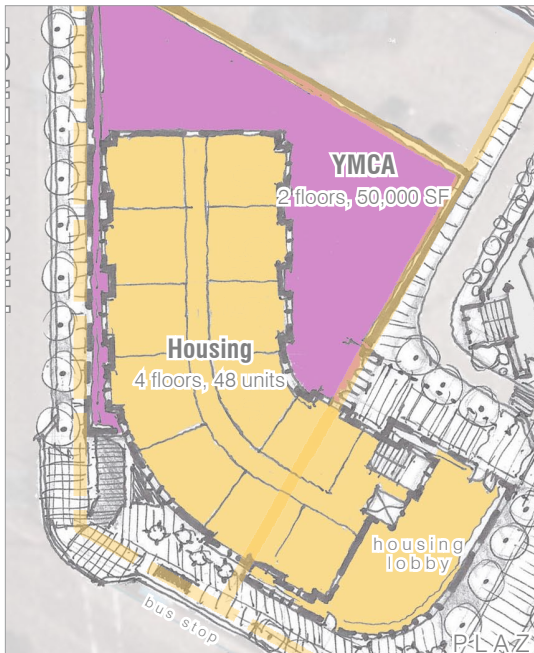 YMCA
2 floors, 50,000 SF
Housing
4 floors, 48 units
housing
lobby
bus stop
PLAZ